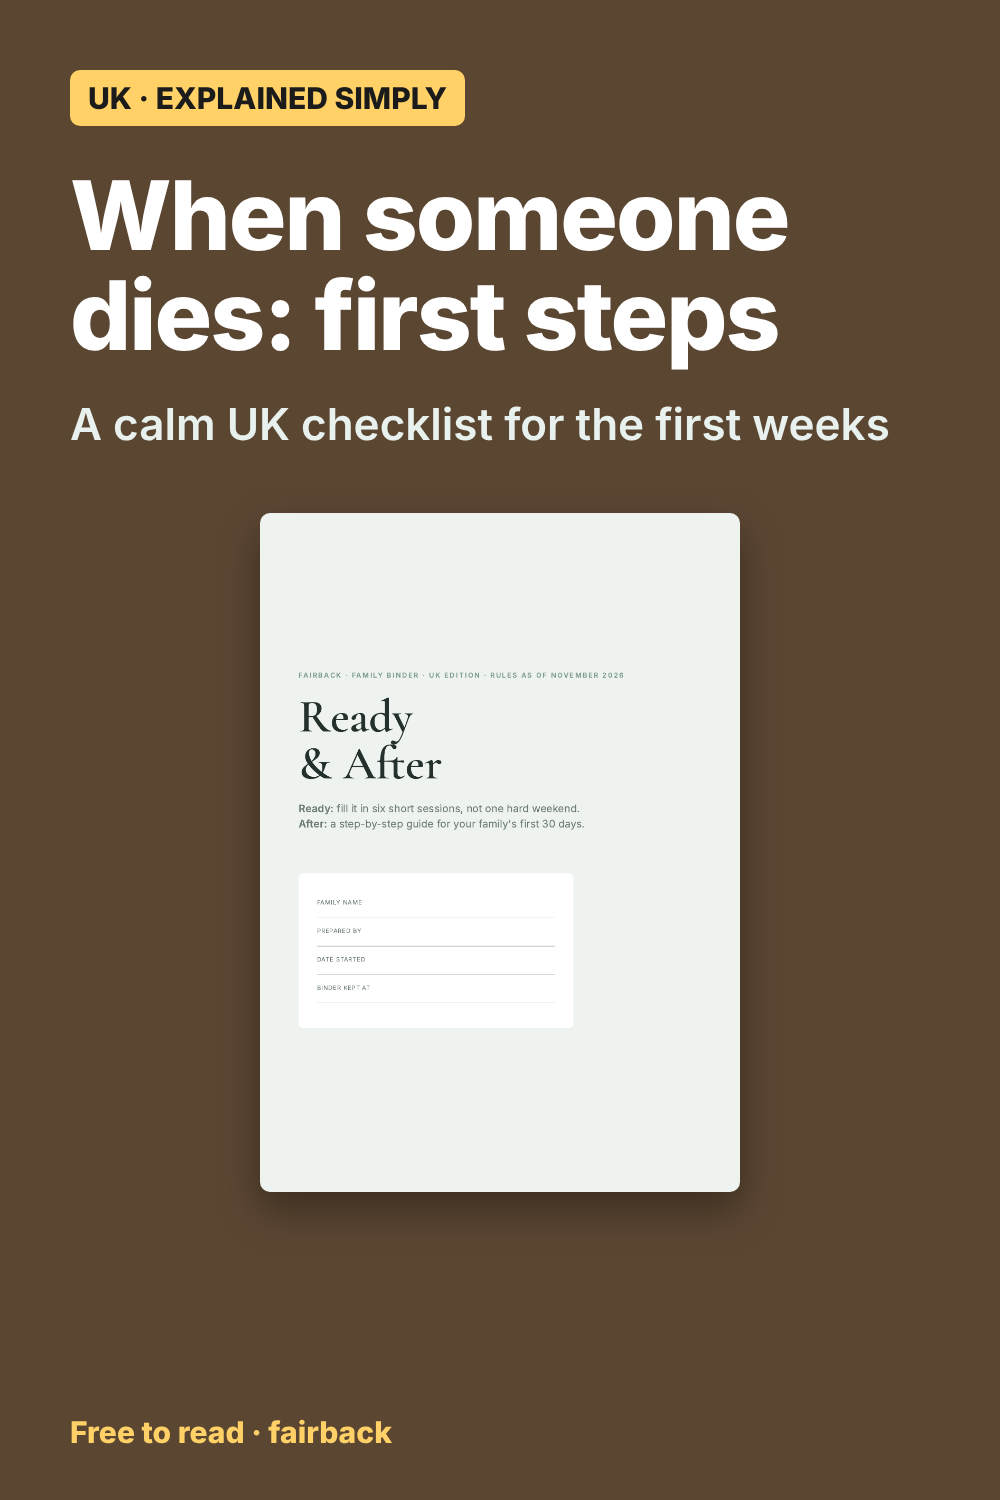 UK · EXPLAINED SIMPLY
When someone
dies: first steps
A calm UK checklist for the first weeks
FAIRBACK · FAMILY BINDER · UK EDITION · RULES AS OF NOVEMBER 2026
Ready
& After
Ready: fill it in six short sessions, not one hard weekend.
After: a step-by-step guide for your family's first 30 days.
FAMILY NAME
PREPARED BY
DATE STARTED
BINDER KEPT AT
Free to read · fairback